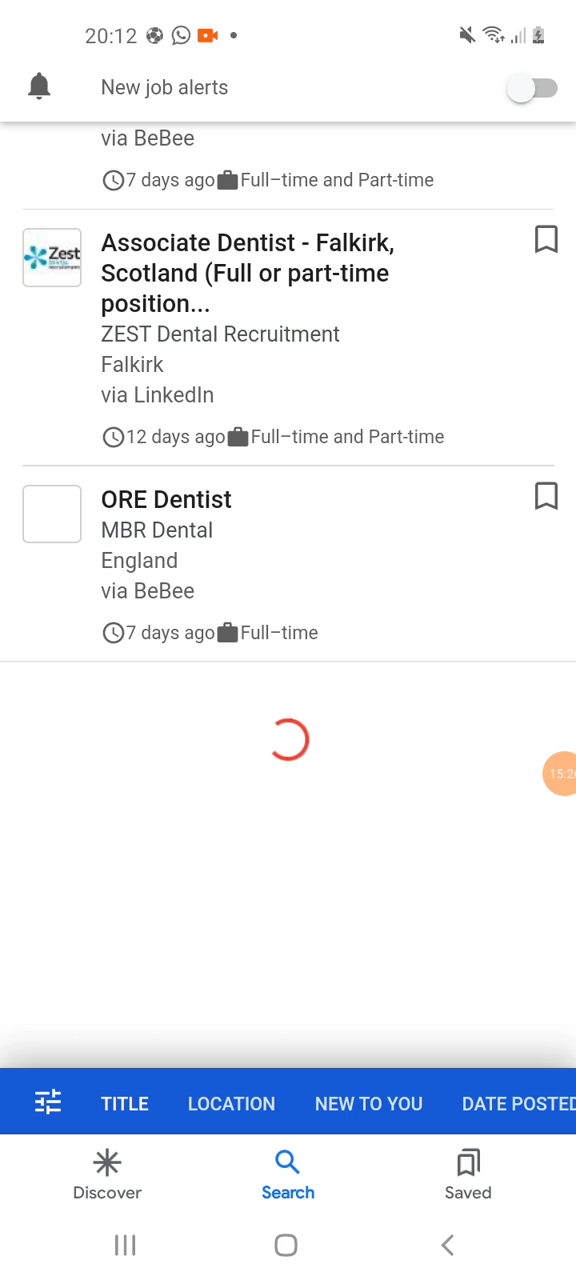 20:12
New job alerts
via BeBee
7 days ago Full-time and Part-time
Zest
Associate Dentist - Falkirk,
Scotland (Full or part-time
position...
ZEST Dental Recruitment
Falkirk
via LinkedIn
12 days ago Full-time and Part-time
ORE Dentist
MBR Dental
England
via BeBee
7 days ago Full-time
TITLE LOCATION NEW TO YOU DATE POSTED
Discover Search Saved